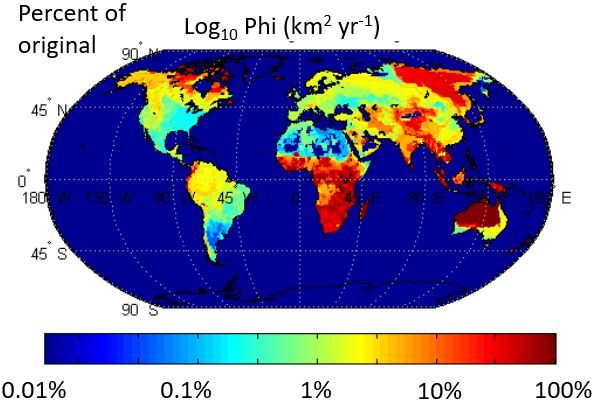 Percent of
original
Log10 Phi (km2 yr-1)
90° N
45° N
0°
180° W 135° W 90° W 45° W 0° 45° E 90° E 135° E 180° E
45° S
90° S
0.01% 0.1% 1% 10% 100%